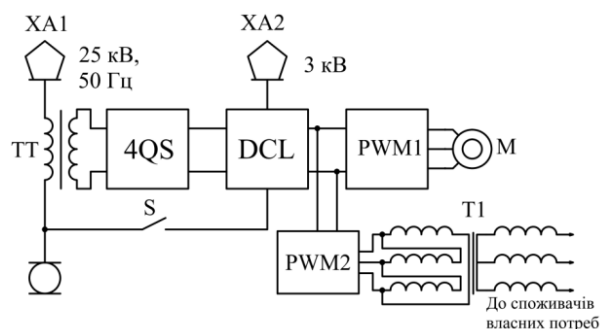 XA1
XA2
25 кВ,
50 Гц
3 кВ
TT
4QS
DCL
PWM1
M
S
T1
PWM2
До споживачів
власних потреб